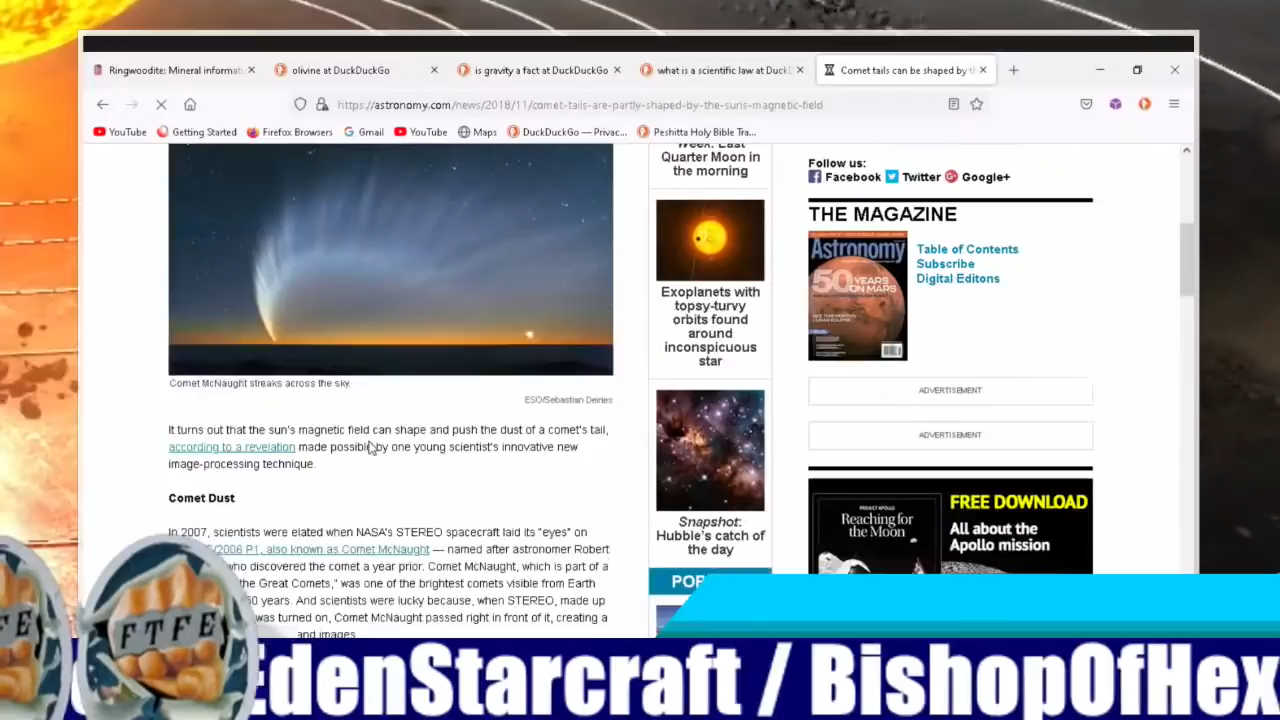 Ringwoodite: Mineral informat
olivine at DuckDuckGo
is gravity a fact at DuckDuckGo
what is a scientific law at Duck
Comet tails can be shaped by t
https://astronomy.com/news/2018/11/comet-tails-are-partly-shaped-by-the-suns-magnetic-field
YouTube
Getting Started
Firefox Browsers
Gmail
YouTube
Maps
DuckDuckGo — Privac...
Peshitta Holy Bible Tra...
Comet McNaught streaks across the sky.
ESO/Sebastian Deiries
It turns out that the sun's magnetic field can shape and push the dust of a comet's tail,
according to a revelation made possible by one young scientist's innovative new
image-processing technique.
Comet Dust
In 2007, scientists were elated when NASA's STEREO spacecraft laid its "eyes" on
/2006 P1, also known as Comet McNaught — named after astronomer Robert
who discovered the comet a year prior. Comet McNaught, which is part of a
the Great Comets," was one of the brightest comets visible from Earth
50 years. And scientists were lucky because, when STEREO, made up
was turned on, Comet McNaught passed right in front of it, creating a
and images
Week: Last
Quarter Moon in
the morning
Exoplanets with
topsy-turvy
orbits found
around
inconspicuous
star
Snapshot:
Hubble's catch of
the day
POP
Follow us:
Facebook Twitter Google+
THE MAGAZINE
Astronomy
50 YEARS
ON MARS
Table of Contents
Subscribe
Digital Editons
ADVERTISEMENT
ADVERTISEMENT
PROJECT APOLLO
Reaching for
the Moon
FREE DOWNLOAD
All about the
Apollo mission
FTFE
EdenStarcraft / BishopOfHex